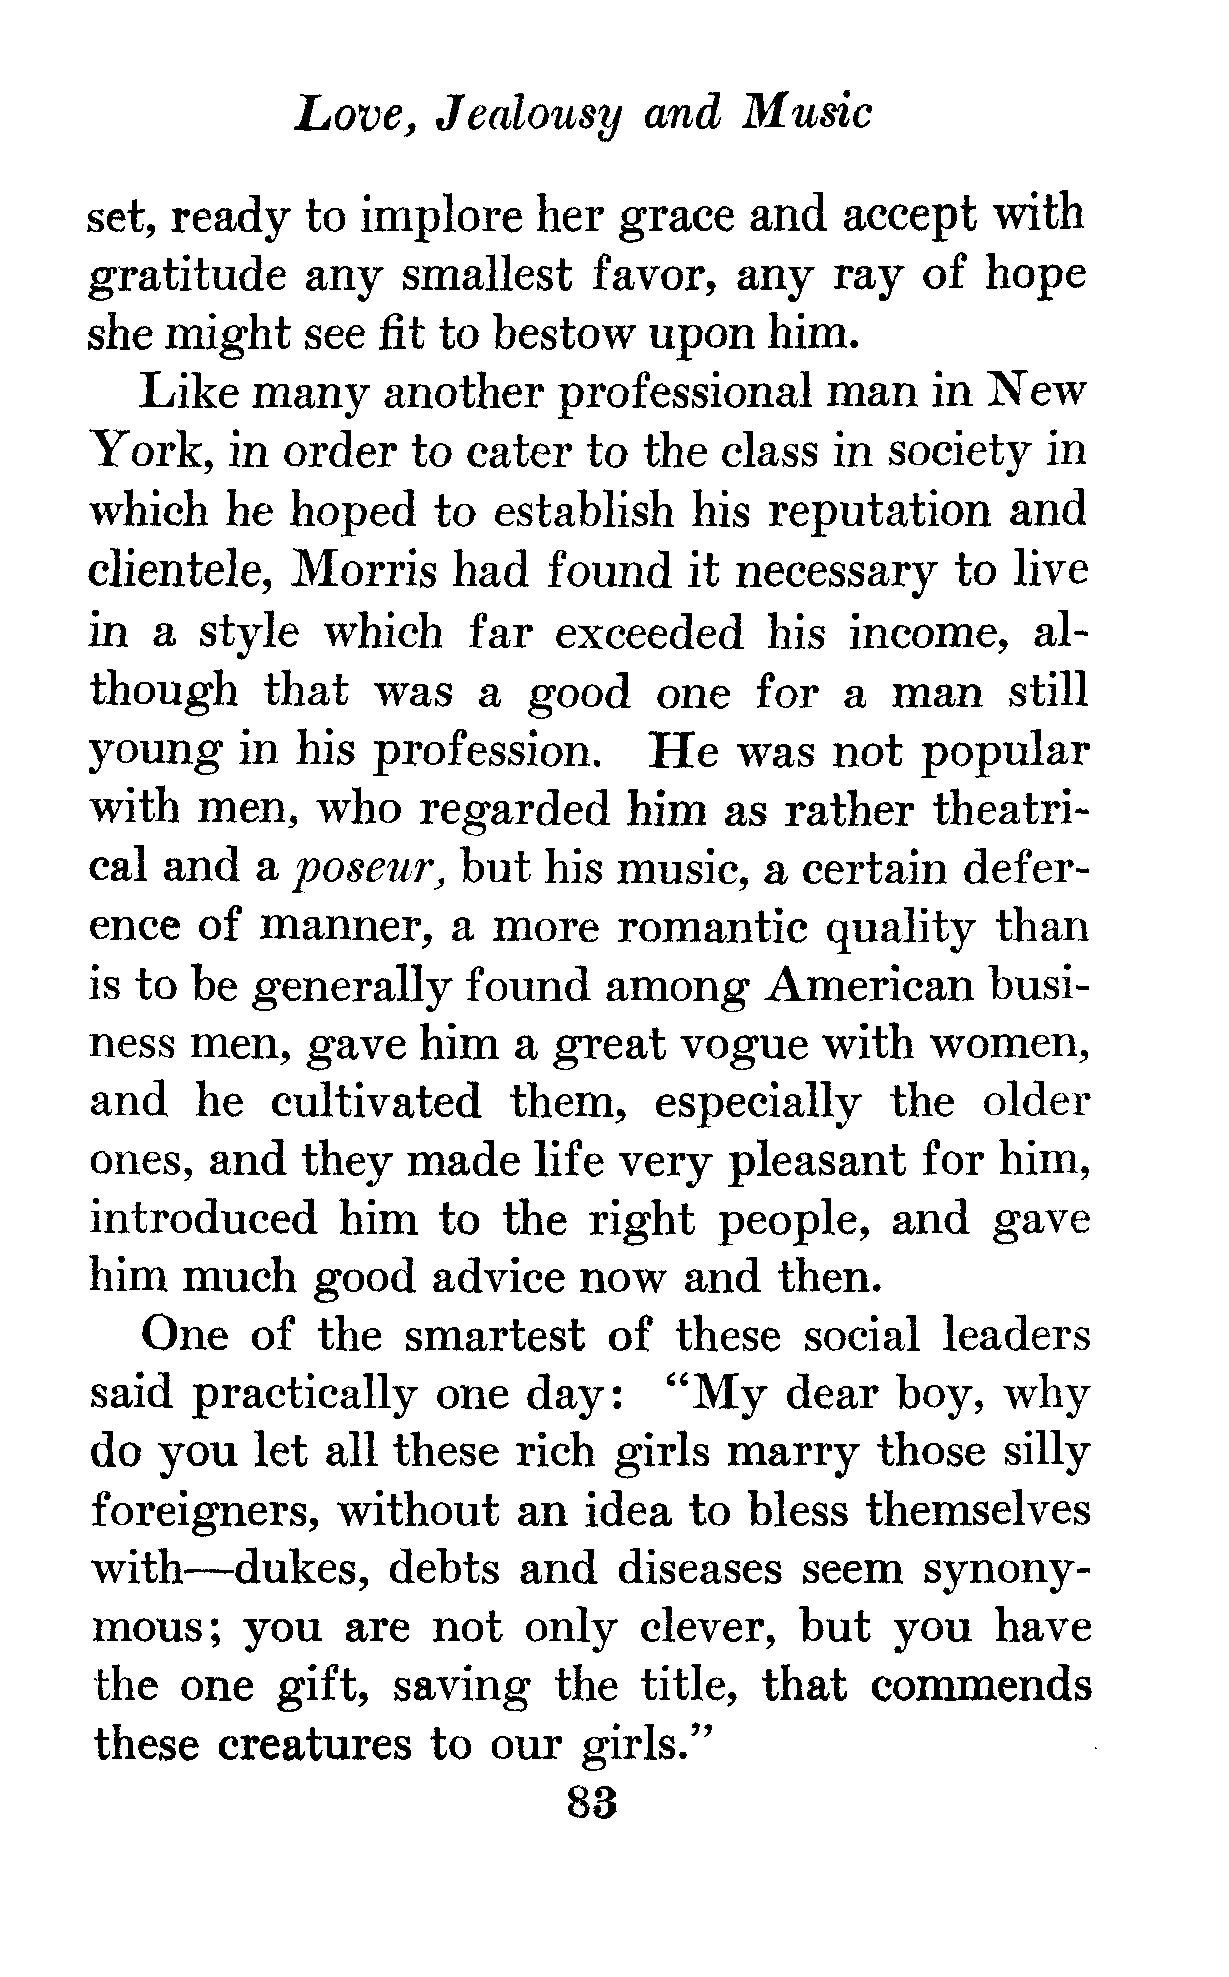 Love, Jealousy and Music
set, ready to implore her grace and accept with
gratitude any smallest favor, any ray of hope
she might see fit to bestow upon him.
Like many another professional man in New
York, in order to cater to the class in society in
which he hoped to establish his reputation and
clientele, Morris had found it necessary to live
in a style which far exceeded his income, al-
though that was a good one for a man still
young in his profession. He was not popular
with men, who regarded him as rather theatri-
cal and a poseur, but his music, a certain defer-
ence of manner, a more romantic quality than
is to be generally found among American busi-
ness men, gave him a great vogue with women,
and he cultivated them, especially the older
ones, and they made life very pleasant for him,
introduced him to the right people, and gave
him much good advice now and then.
One of the smartest of these social leaders
said practically one day: "My dear boy, why
do you let all these rich girls marry those silly
foreigners, without an idea to bless themselves
with—dukes, debts and diseases seem synony-
mous; you are not only clever, but you have
the one gift, saving the title, that commends
these creatures to our girls."
83